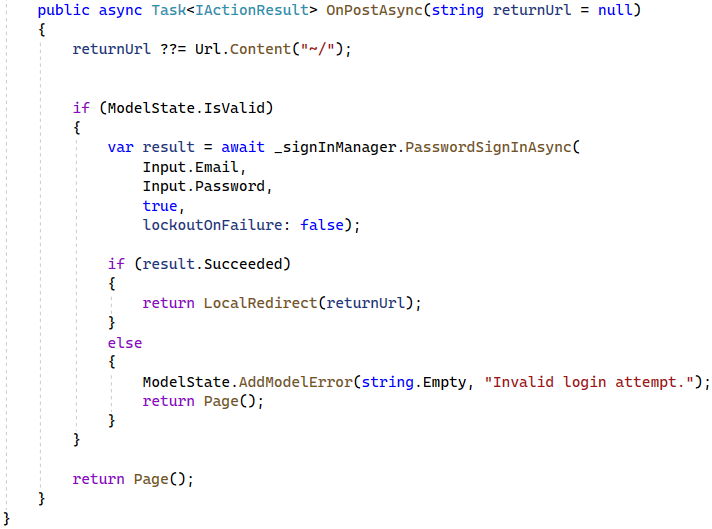 public async Task<IActionResult> OnPostAsync(string returnUrl = null)
{
returnUrl ??= Url.Content("~/");
if (ModelState.IsValid)
{
var result = await _signInManager.PasswordSignInAsync(
Input.Email,
Input.Password,
true,
lockoutOnFailure: false);
if (result.Succeeded)
{
return LocalRedirect(returnUrl);
}
else
{
ModelState.AddModelError(string.Empty, "Invalid login attempt.");
return Page();
}
}
return Page();
}
}